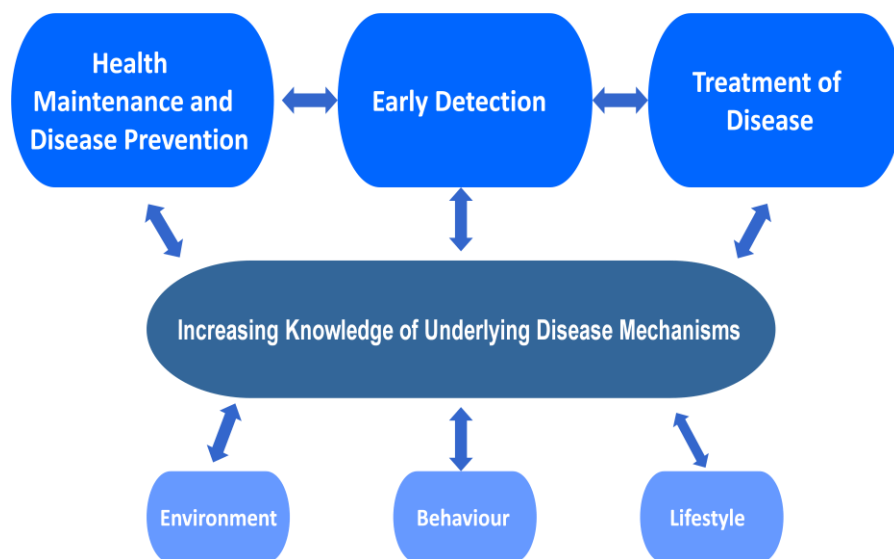 Health
Maintenance and
Disease Prevention
Early Detection
Treatment of
Disease
Increasing Knowledge of Underlying Disease Mechanisms
Environment
Behaviour
Lifestyle